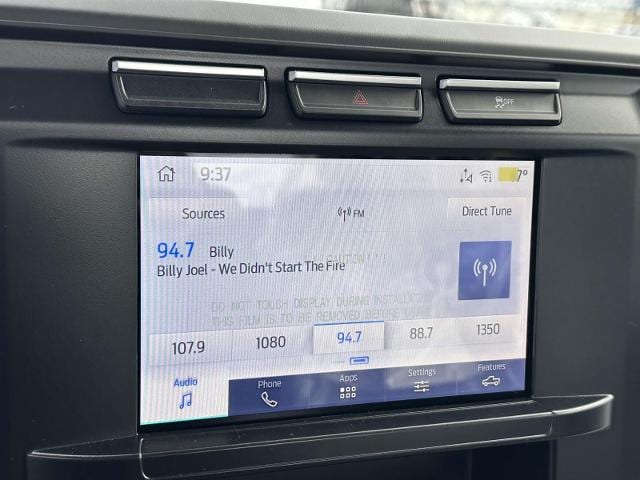 OFF
9:37
7°
Sources
FM
Direct Tune
94.7 Billy
Billy Joel - We Didn't Start The Fire
CAUTION!
DO NOT TOUCH DISPLAY DURING INSTALLATION
THIS FILM IS TO BE REMOVED BEFORE
107.9 1080 94.7 88.7 1350
Audio Phone Apps Settings Features